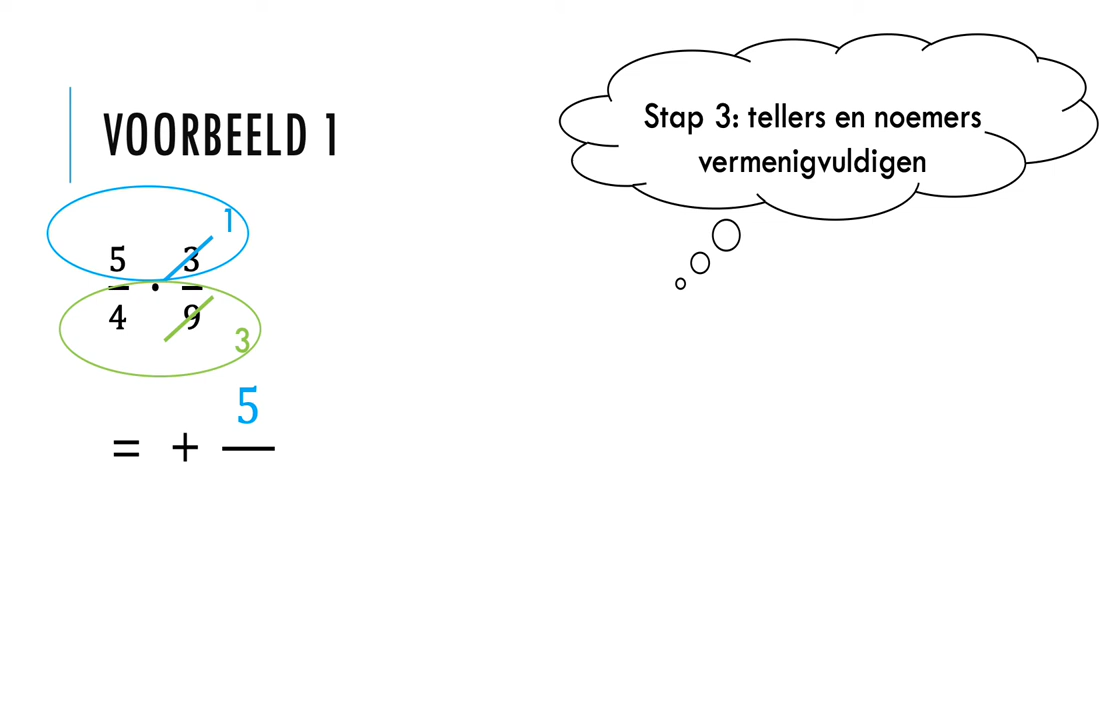 VOORBEELD 1
Stap 3: tellers en noemers
vermenigvuldigen
1
5 3
— · —
4 9
3
5
= + —